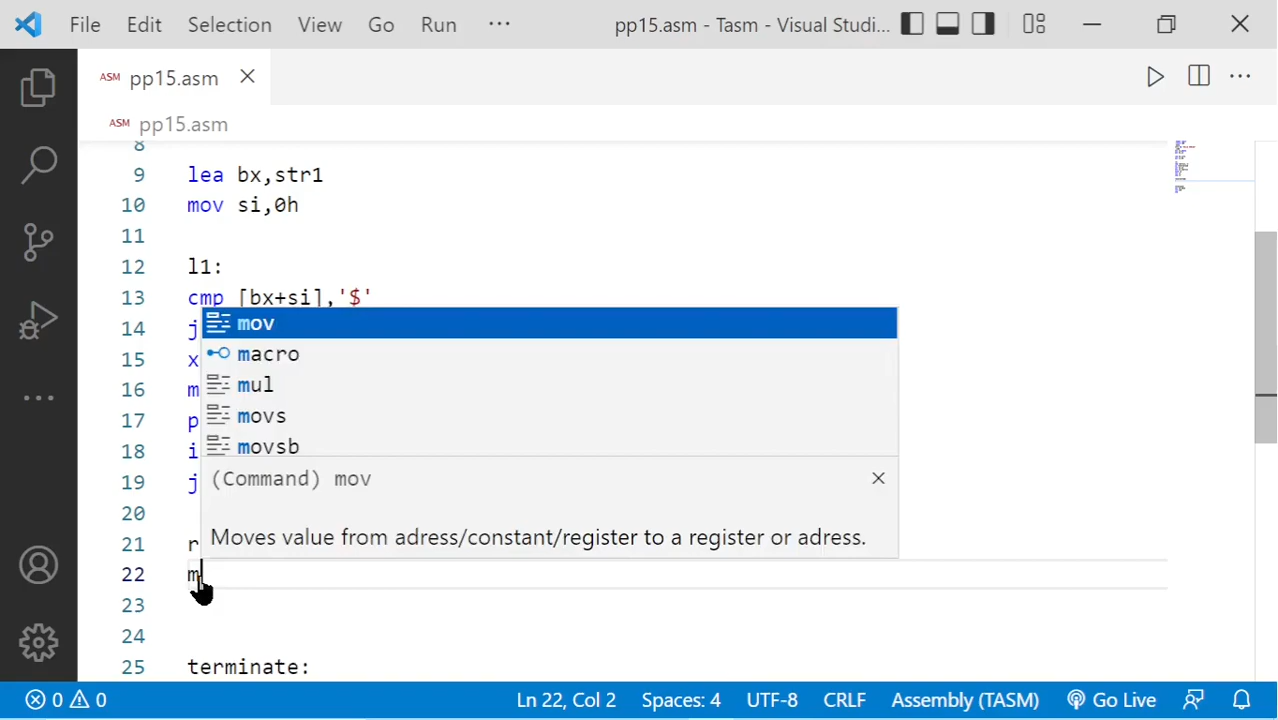 File Edit Selection View Go Run ··· pp15.asm - Tasm - Visual Studi...
ASM pp15.asm
ASM pp15.asm
8
9 lea bx,str1
10 mov si,0h
11
12 l1:
13 cmp [bx+si],'$'
14 j
15 x
16 m
17 p
18 i
19 j
20
21 r
22 m
23
24
25 terminate:
mov
macro
mul
movs
movsb
(Command) mov
Moves value from adress/constant/register to a register or adress.
0 0 Ln 22, Col 2 Spaces: 4 UTF-8 CRLF Assembly (TASM) Go Live